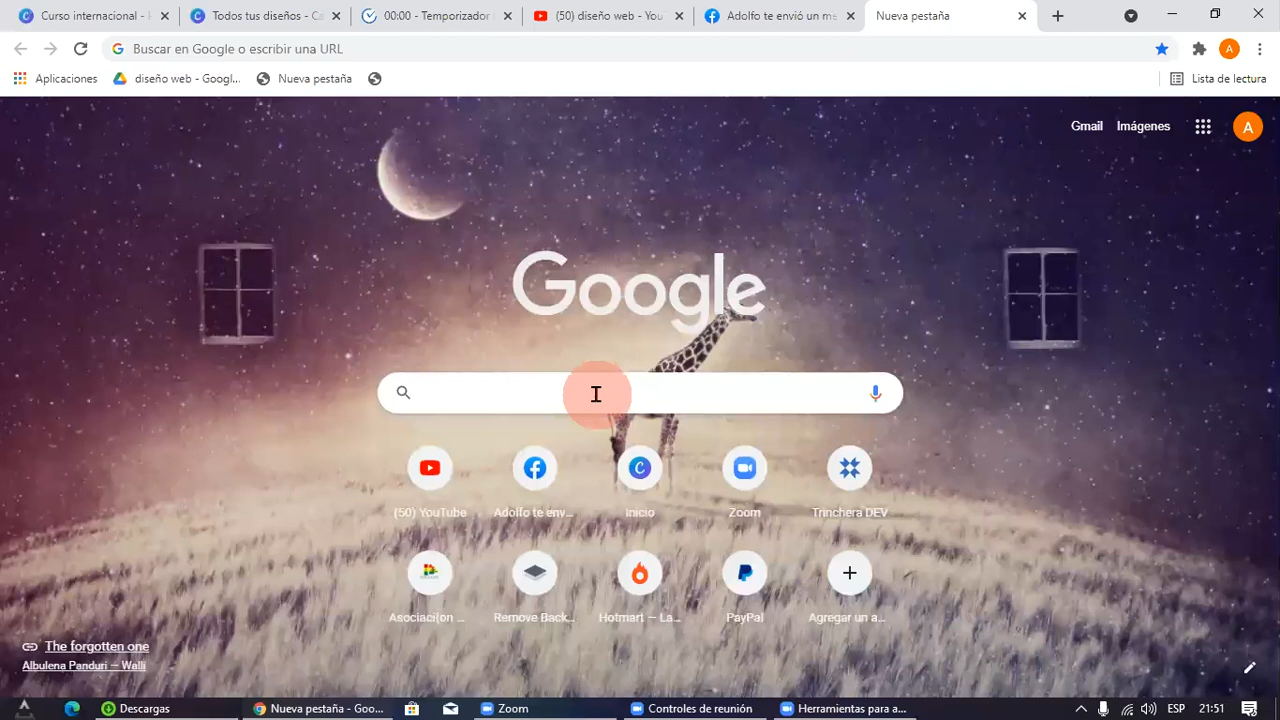 Curso internacional - 
Todos tus diseños - Ca
00:00 - Temporizador
(50) diseño web - You
Adolfo te envió un me
Nueva pestaña
Buscar en Google o escribir una URL
A
Aplicaciones
diseño web - Googl...
Nueva pestaña
Lista de lectura
Gmail
Imágenes
A
Google
(50) YouTube
Adolfo te env...
Inicio
Zoom
Trinchera DEV
Asociaci(on ...
Remove Back...
Hotmart – La...
PayPal
Agregar un a...
The forgotten one
Albulena Panduri – Walli
Descargas
Nueva pestaña - Goo...
Zoom
Controles de reunión
Herramientas para a...
ESP
21:51